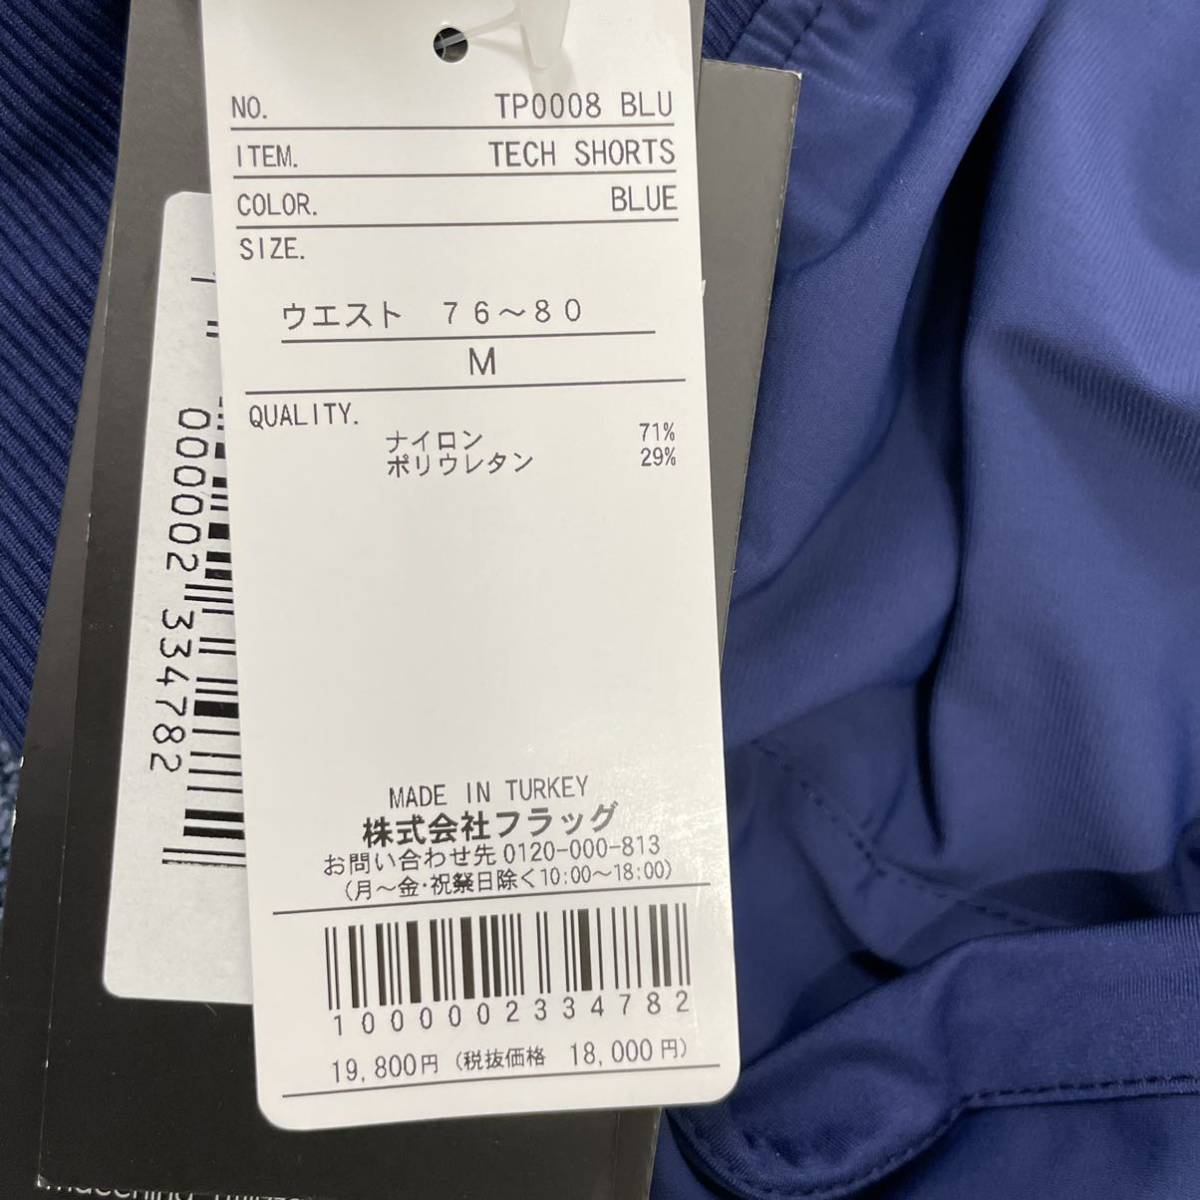 NO. TP0008 BLU
ITEM. TECH SHORTS
COLOR. BLUE
SIZE.
ウエスト 76〜80
M
QUALITY.
ナイロン 71%
ポリウレタン 29%
MADE IN TURKEY
株式会社フラッグ
お問い合わせ先 0120-000-813
(月〜金・祝祭日除く10:00〜18:00)
1000002334782
19,800円(税抜価格 18,000円)
000002 334782